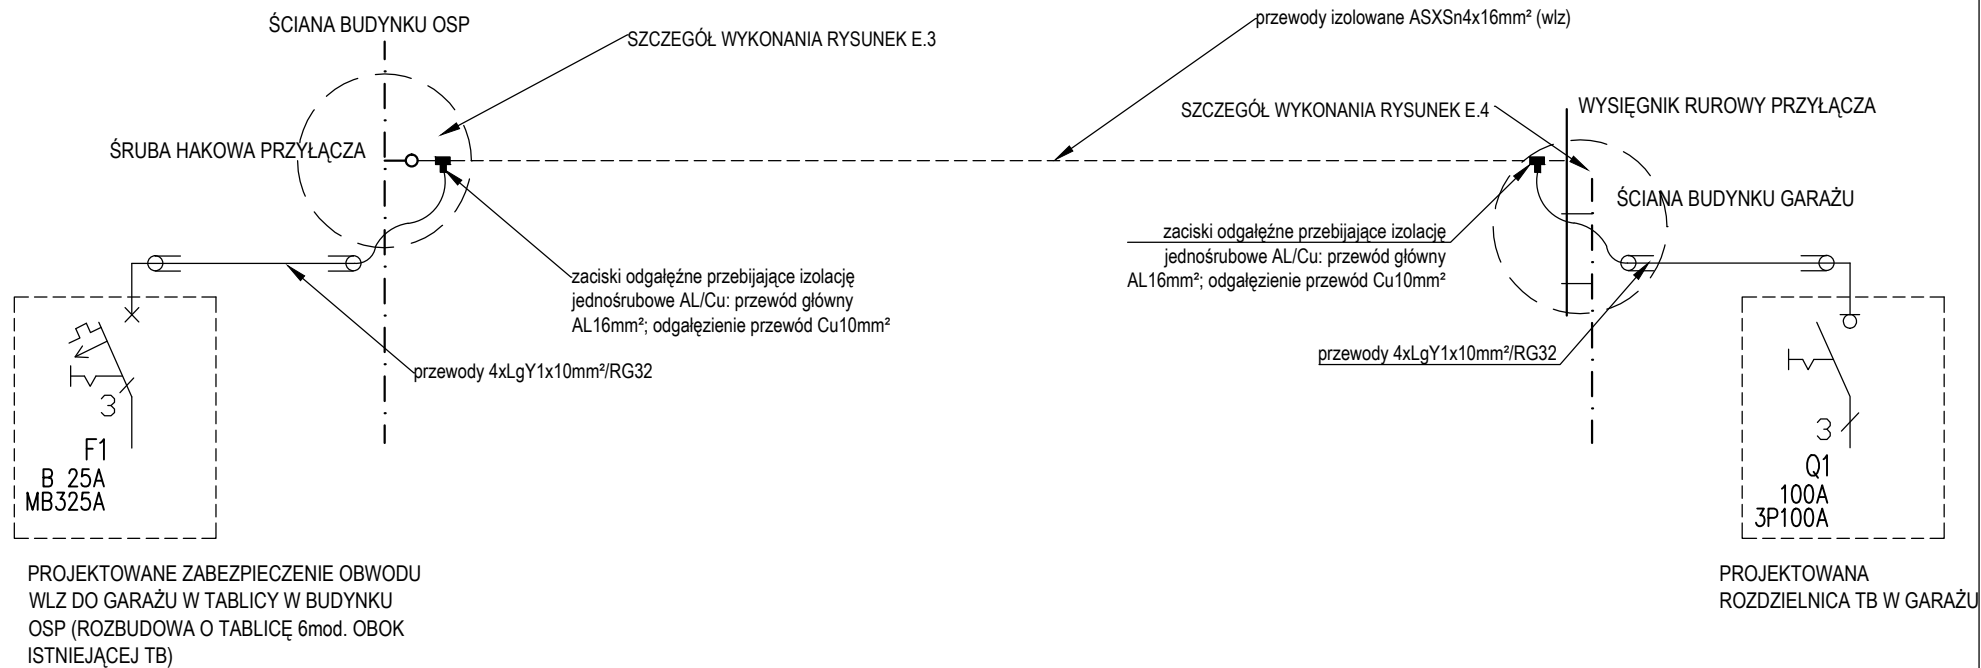 ŚCIANA BUDYNKU OSP
SZCZEGÓŁ WYKONANIA RYSUNEK E.3
przewody izolowane ASXSn4x16mm² (wlz)
SZCZEGÓŁ WYKONANIA RYSUNEK E.4
WYSIĘGNIK RUROWY PRZYŁĄCZA
ŚRUBA HAKOWA PRZYŁĄCZA
ŚCIANA BUDYNKU GARAŻU
zaciski odgałęźne przebijające izolację
jednośrubowe AL/Cu: przewód główny
AL16mm²; odgałęzienie przewód Cu10mm²
zaciski odgałęźne przebijające izolację
jednośrubowe AL/Cu: przewód główny
AL16mm²; odgałęzienie przewód Cu10mm²
przewody 4xLgY1x10mm²/RG32
przewody 4xLgY1x10mm²/RG32
3
F1
B 25A
MB325A
3
Q1
100A
3P100A
PROJEKTOWANE ZABEZPIECZENIE OBWODU
WLZ DO GARAŻU W TABLICY W BUDYNKU
OSP (ROZBUDOWA O TABLICĘ 6mod. OBOK
ISTNIEJĄCEJ TB)
PROJEKTOWANA
ROZDZIELNICA TB W GARAŻU